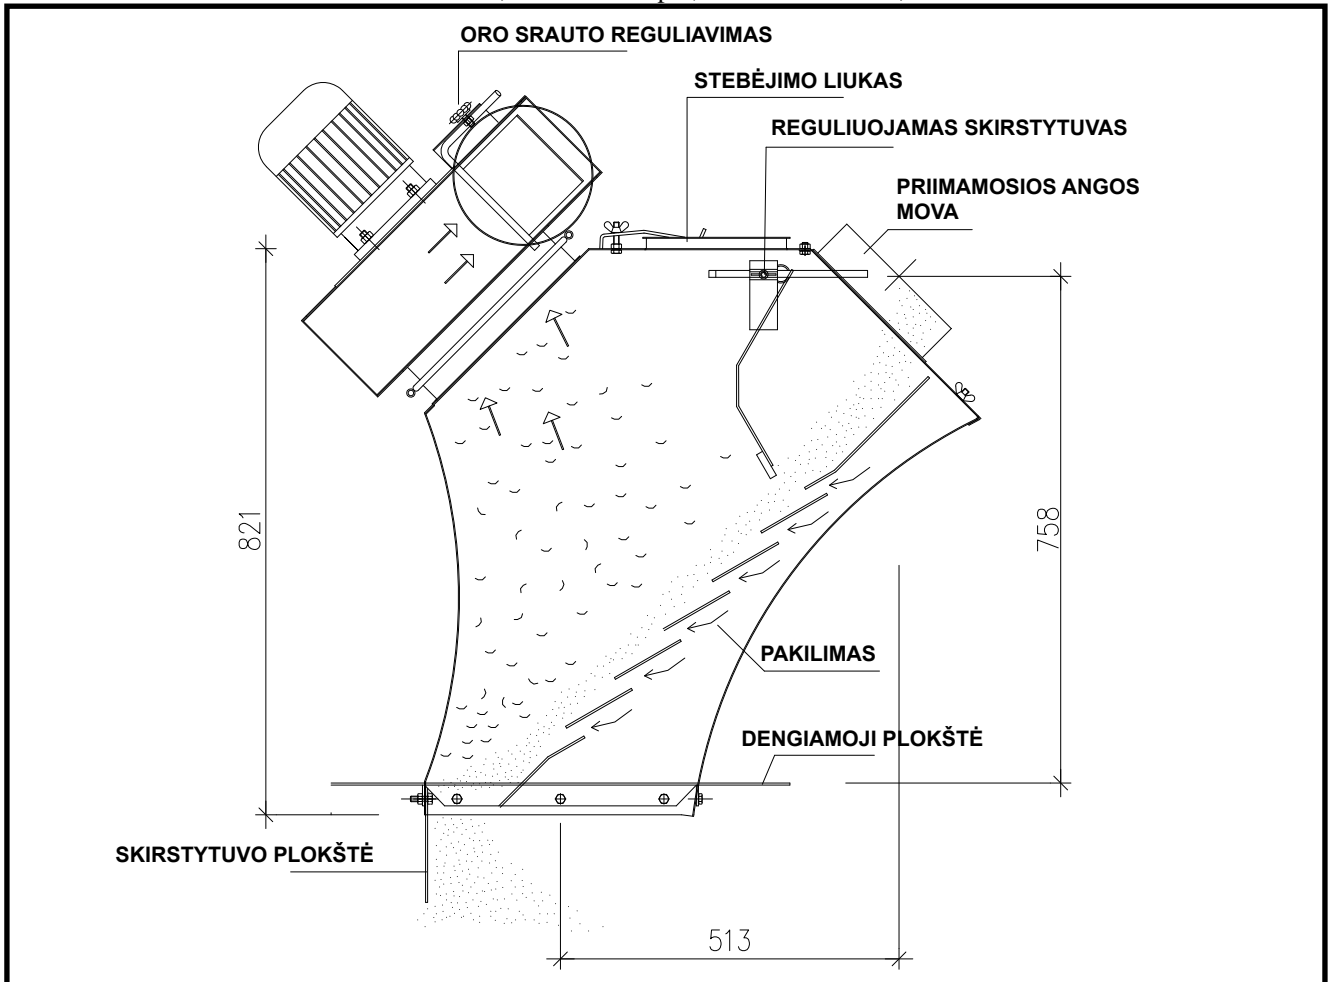 ORO SRAUTO REGULIAVIMAS
STEBĖJIMO LIUKAS
REGULIUOJAMAS SKIRSTYTUVAS
PRIIMAMOSIOS ANGOS
MOVA
821
758
PAKILIMAS
DENGIAMOJI PLOKŠTĖ
SKIRSTYTUVO PLOKŠTĖ
513